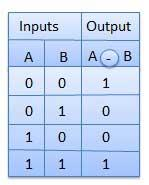 Inputs Output
A B A - B
0 0 1
0 1 0
1 0 0
1 1 1